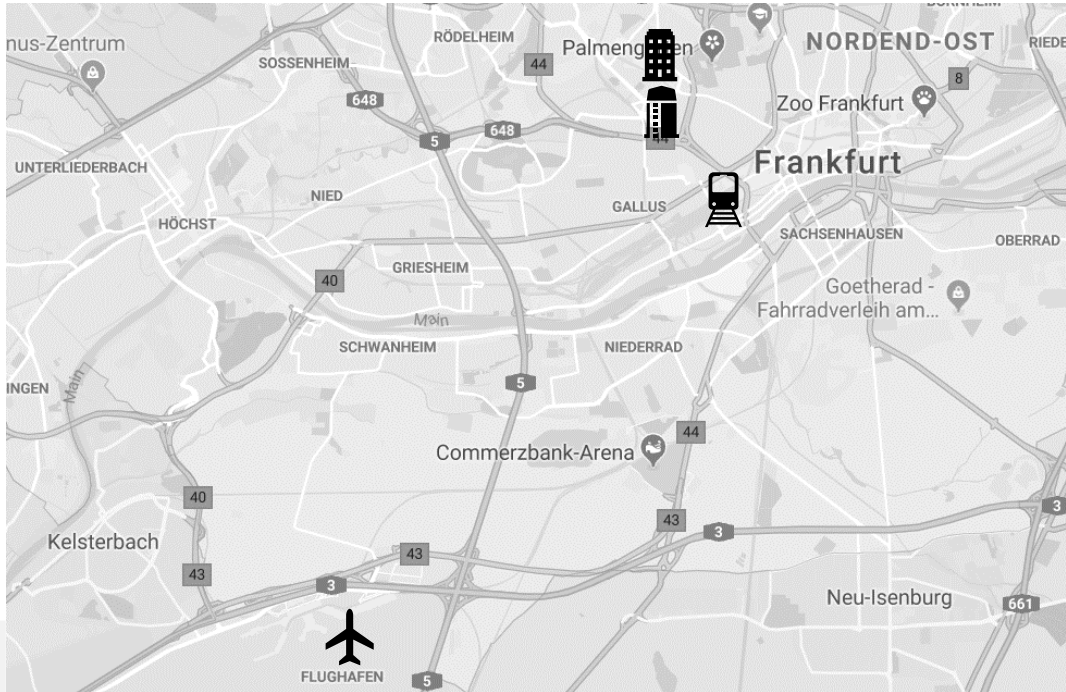 BORNHEIM
nus-Zentrum
RÖDELHEIM
Palmeng
en
NORDEND-OST
RIEDE
SOSSENHEIM
44
8
648
Zoo Frankfurt
5
648
44
UNTERLIEDERBACH
Frankfurt
NIED
GALLUS
HÖCHST
SACHSENHAUSEN
OBERRAD
GRIESHEIM
40
Goetherad -
Fahrradverleih am...
Main
SCHWANHEIM
NIEDERRAD
Main
INGEN
5
44
Commerzbank-Arena
40
3
43
3
Kelsterbach
43
43
3
Neu-Isenburg
661
FLUGHAFEN
5